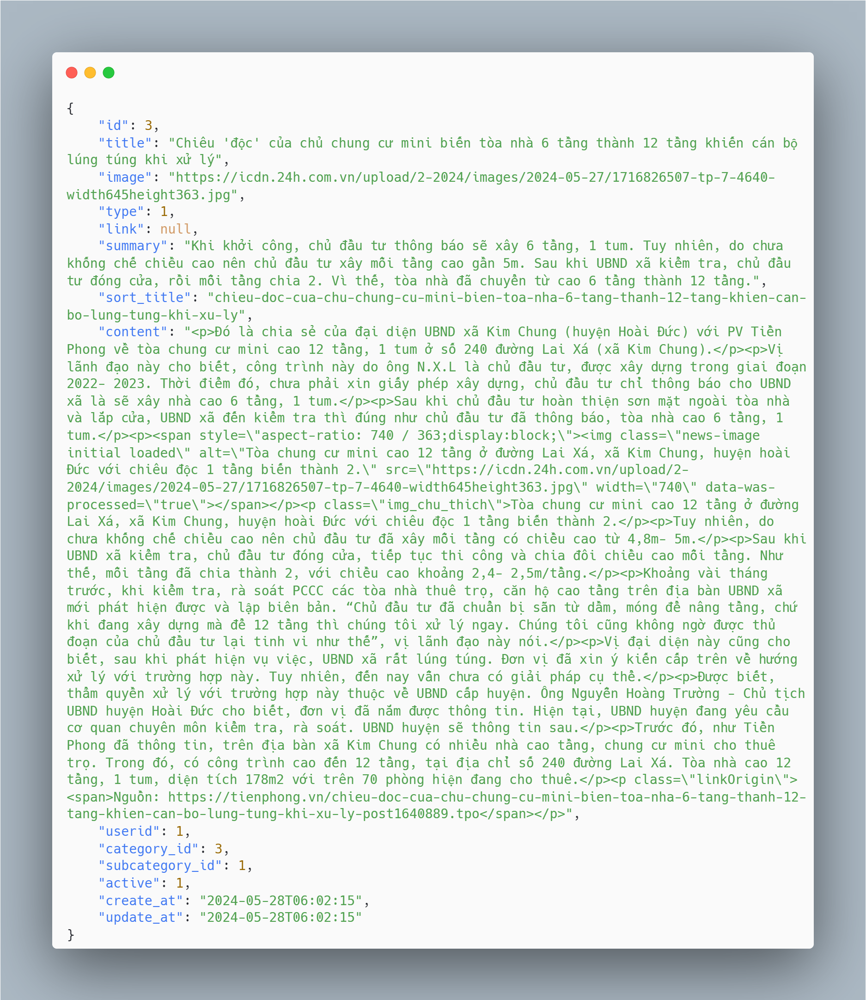 {
    "id": 3,
    "title": "Chiêu 'độc' của chủ chung cư mini biến tòa nhà 6 tầng thành 12 tầng khiến cán bộ
lúng túng khi xử lý",
    "image": "https://icdn.24h.com.vn/upload/2-2024/images/2024-05-27/1716826507-tp-7-4640-
width645height363.jpg",
    "type": 1,
    "link": null,
    "summary": "Khi khởi công, chủ đầu tư thông báo sẽ xây 6 tầng, 1 tum. Tuy nhiên, do chưa
khống chế chiều cao nên chủ đầu tư xây mỗi tầng cao gần 5m. Sau khi UBND xã kiểm tra, chủ đầu
tư đóng cửa, rồi mỗi tầng chia 2. Vì thế, tòa nhà đã chuyển từ cao 6 tầng thành 12 tầng.",
    "sort_title": "chieu-doc-cua-chu-chung-cu-mini-bien-toa-nha-6-tang-thanh-12-tang-khien-can-
bo-lung-tung-khi-xu-ly",
    "content": "<p>Đó là chia sẻ của đại diện UBND xã Kim Chung (huyện Hoài Đức) với PV Tiền
Phong về tòa chung cư mini cao 12 tầng, 1 tum ở số 240 đường Lai Xá (xã Kim Chung).</p><p>Vị
lãnh đạo này cho biết, công trình này do ông N.X.L là chủ đầu tư, được xây dựng trong giai đoạn
2022- 2023. Thời điểm đó, chưa phải xin giấy phép xây dựng, chủ đầu tư chỉ thông báo cho UBND
xã là sẽ xây nhà cao 6 tầng, 1 tum.</p><p>Sau khi chủ đầu tư hoàn thiện sơn mặt ngoài tòa nhà
và lắp cửa, UBND xã đến kiểm tra thì đúng như chủ đầu tư đã thông báo, tòa nhà cao 6 tầng, 1
tum.</p><p><span style=\"aspect-ratio: 740 / 363;display:block;\"><img class=\"news-image
initial loaded\" alt=\"Tòa chung cư mini cao 12 tầng ở đường Lai Xá, xã Kim Chung, huyện hoài
Đức với chiêu độc 1 tầng biến thành 2.\" src=\"https://icdn.24h.com.vn/upload/2-
2024/images/2024-05-27/1716826507-tp-7-4640-width645height363.jpg\" width=\"740\" data-was-
processed=\"true\"></span></p><p class=\"img_chu_thich\">Tòa chung cư mini cao 12 tầng ở đường
Lai Xá, xã Kim Chung, huyện hoài Đức với chiêu độc 1 tầng biến thành 2.</p><p>Tuy nhiên, do
chưa khống chế chiều cao nên chủ đầu tư đã xây mỗi tầng có chiều cao từ 4,8m- 5m.</p><p>Sau khi
UBND xã kiểm tra, chủ đầu tư đóng cửa, tiếp tục thi công và chia đôi chiều cao mỗi tầng. Như
thế, mỗi tầng đã chia thành 2, với chiều cao khoảng 2,4- 2,5m/tầng.</p><p>Khoảng vài tháng
trước, khi kiểm tra, rà soát PCCC các tòa nhà thuê trọ, căn hộ cao tầng trên địa bàn UBND xã
mới phát hiện được và lập biên bản. “Chủ đầu tư đã chuẩn bị sẵn từ dầm, móng để nâng tầng, chứ
khi đang xây dựng mà để 12 tầng thì chúng tôi xử lý ngay. Chúng tôi cũng không ngờ được thủ
đoạn của chủ đầu tư lại tinh vi như thế”, vị lãnh đạo này nói.</p><p>Vị đại diện này cũng cho
biết, sau khi phát hiện vụ việc, UBND xã rất lúng túng. Đơn vị đã xin ý kiến cấp trên về hướng
xử lý với trường hợp này. Tuy nhiên, đến nay vẫn chưa có giải pháp cụ thể.</p><p>Được biết,
thẩm quyền xử lý với trường hợp này thuộc về UBND cấp huyện. Ông Nguyễn Hoàng Trường - Chủ tịch
UBND huyện Hoài Đức cho biết, đơn vị đã nắm được thông tin. Hiện tại, UBND huyện đang yêu cầu
cơ quan chuyên môn kiểm tra, rà soát. UBND huyện sẽ thông tin sau.</p><p>Trước đó, như Tiền
Phong đã thông tin, trên địa bàn xã Kim Chung có nhiều nhà cao tầng, chung cư mini cho thuê
trọ. Trong đó, có công trình cao đến 12 tầng, tại địa chỉ số 240 đường Lai Xá. Tòa nhà cao 12
tầng, 1 tum, diện tích 178m2 với trên 70 phòng hiện đang cho thuê.</p><p class=\"linkOrigin\">
<span>Nguồn: https://tienphong.vn/chieu-doc-cua-chu-chung-cu-mini-bien-toa-nha-6-tang-thanh-12-
tang-khien-can-bo-lung-tung-khi-xu-ly-post1640889.tpo</span></p>",
    "userid": 1,
    "category_id": 3,
    "subcategory_id": 1,
    "active": 1,
    "create_at": "2024-05-28T06:02:15",
    "update_at": "2024-05-28T06:02:15"
}